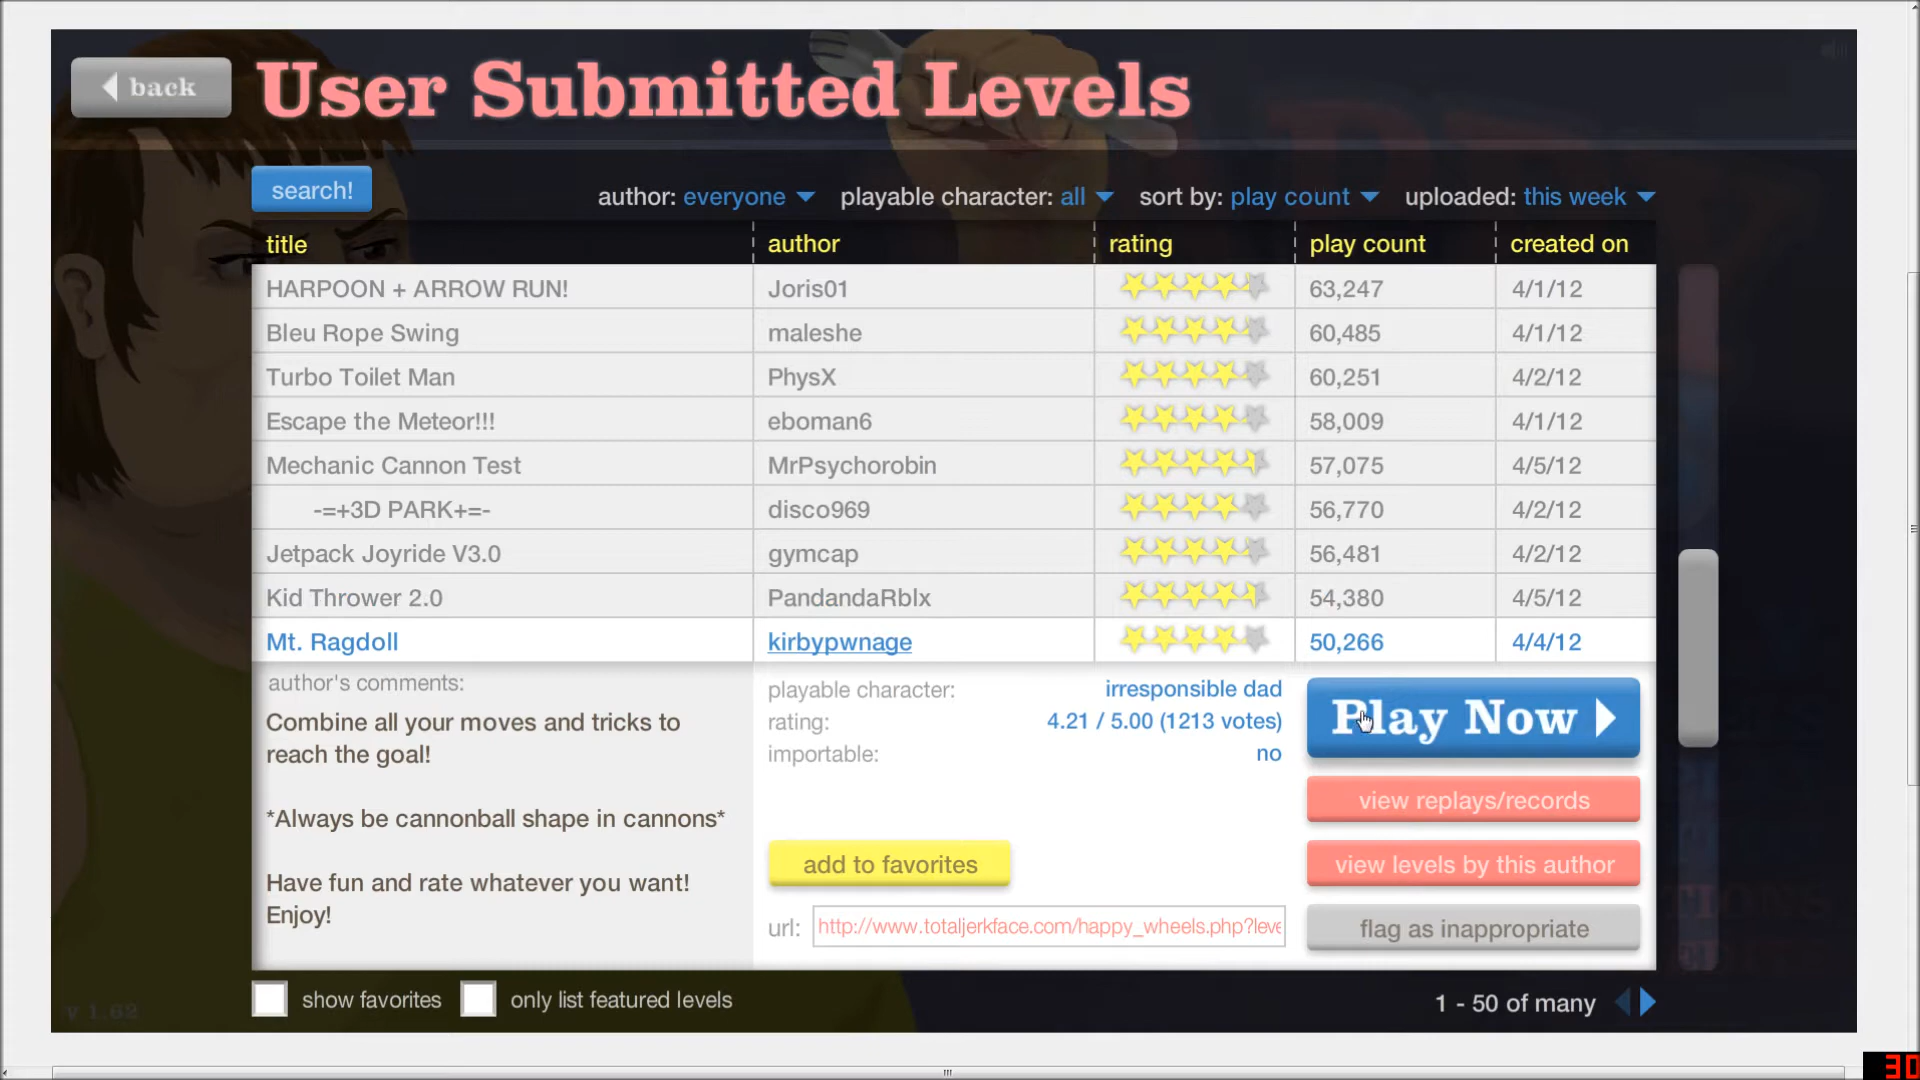 back
User Submitted Levels
search!
author: everyone
playable character: all
sort by: play count
uploaded: this week
title author rating play count created on
HARPOON + ARROW RUN! Joris01 63,247 4/1/12
Bleu Rope Swing maleshe 60,485 4/1/12
Turbo Toilet Man PhysX 60,251 4/2/12
Escape the Meteor!!! eboman6 58,009 4/1/12
Mechanic Cannon Test MrPsychorobin 57,075 4/5/12
-=+3D PARK+=- disco969 56,770 4/2/12
Jetpack Joyride V3.0 gymcap 56,481 4/2/12
Kid Thrower 2.0 PandandaRblx 54,380 4/5/12
Mt. Ragdoll kirbypwnage 50,266 4/4/12
author's comments:
Combine all your moves and tricks to
reach the goal!
*Always be cannonball shape in cannons*
Have fun and rate whatever you want!
Enjoy!
playable character: irresponsible dad
rating: 4.21 / 5.00 (1213 votes)
importable: no
add to favorites
url: http://www.totaljerkface.com/happy_wheels.php?leve
Play Now
view replays/records
view levels by this author
flag as inappropriate
show favorites
only list featured levels
1 - 50 of many
v 1.62
30